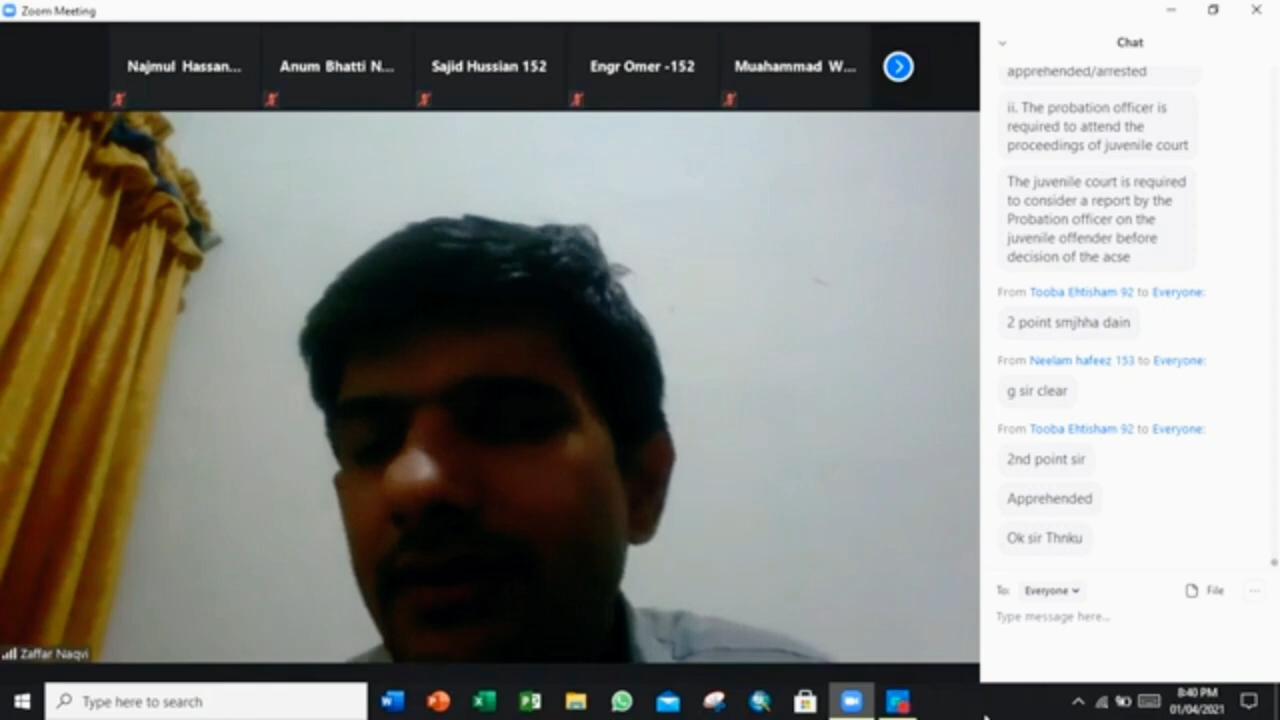 Zoom Meeting
Najmul Hassan...
Anum Bhatti N...
Sajid Hussian 152
Engr Omer -152
Muahammad W...
Zaffar Naqvi
Chat
apprehended/arrested
ii. The probation officer is
required to attend the
proceedings of juvenile court
The juvenile court is required
to consider a report by the
Probation officer on the
juvenile offender before
decision of the acse
From Tooba Ehtisham 92 to Everyone:
2 point smjhha dain
From Neelam hafeez 153 to Everyone:
g sir clear
From Tooba Ehtisham 92 to Everyone:
2nd point sir
Apprehended
Ok sir Thnku
To: Everyone
File
Type message here...
Type here to search
8:40 PM
01/04/2021